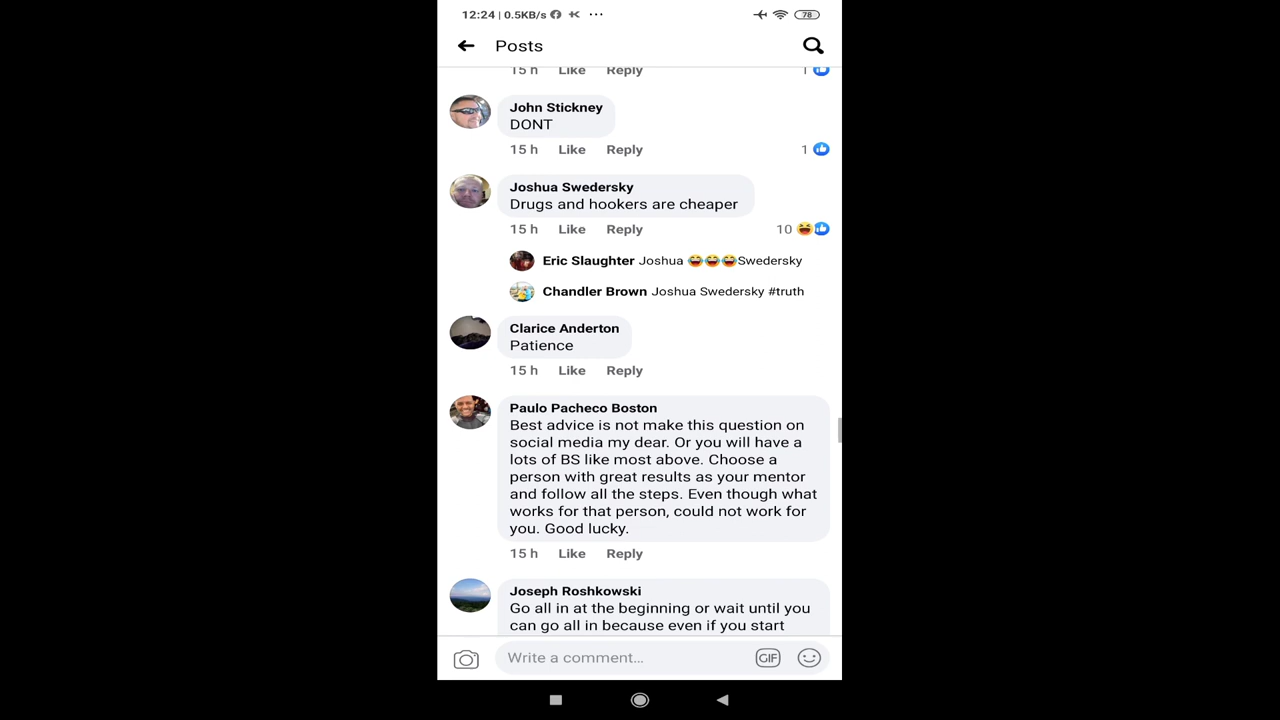 12:24 | 0.5KB/s
78
Posts
15 h Like Reply 1
John Stickney
DONT
15 h Like Reply 1
Joshua Swedersky
Drugs and hookers are cheaper
15 h Like Reply 10
Eric Slaughter Joshua 😂😂😂Swedersky
Chandler Brown Joshua Swedersky #truth
Clarice Anderton
Patience
15 h Like Reply
Paulo Pacheco Boston
Best advice is not make this question on
social media my dear. Or you will have a
lots of BS like most above. Choose a
person with great results as your mentor
and follow all the steps. Even though what
works for that person, could not work for
you. Good lucky.
15 h Like Reply
Joseph Roshkowski
Go all in at the beginning or wait until you
can go all in because even if you start
Write a comment...
GIF